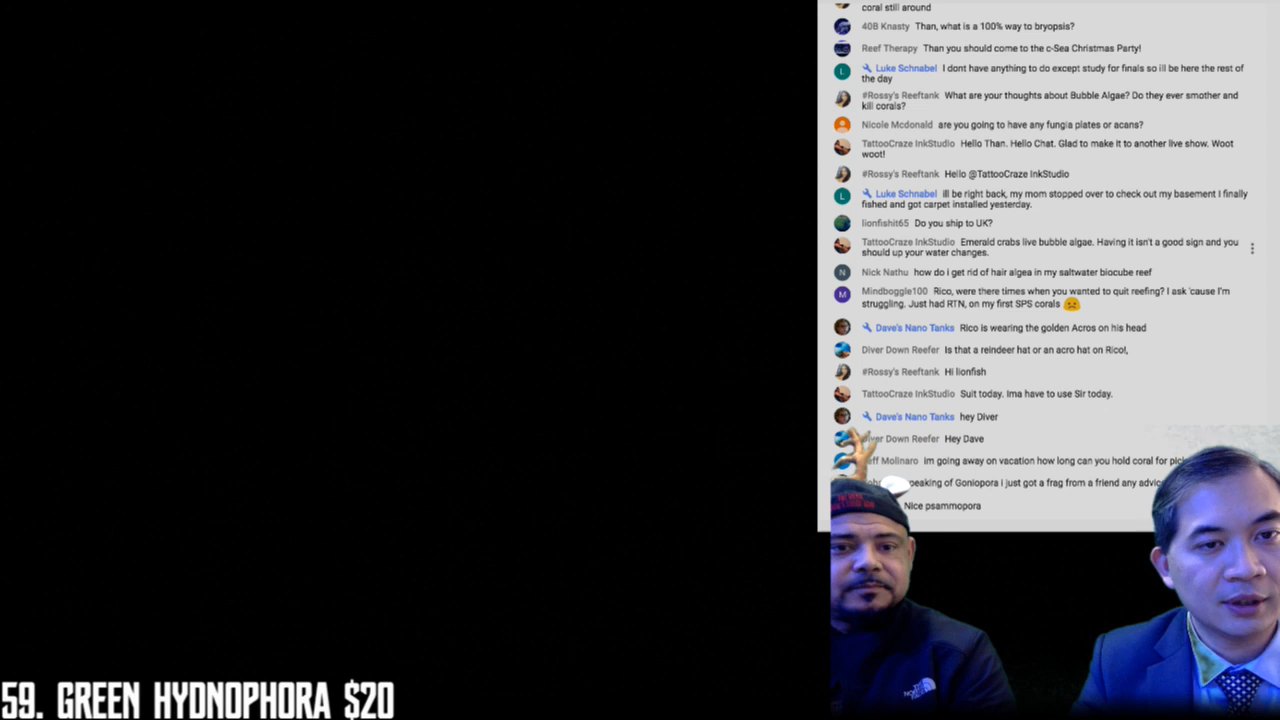 coral still around
40B Knasty Than, what is a 100% way to bryopsis?
Reef Therapy Than you should come to the c-Sea Christmas Party!
L Luke Schnabel I dont have anything to do except study for finals so ill be here the rest of
the day
#Rossy's Reeftank What are your thoughts about Bubble Algae? Do they ever smother and
kill corals?
Nicole Mcdonald are you going to have any fungia plates or acans?
TattooCraze InkStudio Hello Than. Hello Chat. Glad to make it to another live show. Woot
woot!
#Rossy's Reeftank Hello @TattooCraze InkStudio
L Luke Schnabel ill be right back, my mom stopped over to check out my basement I finally
fished and got carpet installed yesterday.
lionfishit65 Do you ship to UK?
TattooCraze InkStudio Emerald crabs live bubble algae. Having it isn't a good sign and you
should up your water changes.
N Nick Nathu how do i get rid of hair algea in my saltwater biocube reef
M Mindboggle100 Rico, were there times when you wanted to quit reefing? I ask 'cause I'm
struggling. Just had RTN, on my first SPS corals
Dave's Nano Tanks Rico is wearing the golden Acros on his head
Diver Down Reefer Is that a reindeer hat or an acro hat on Rico!,
#Rossy's Reeftank Hi lionfish
TattooCraze InkStudio Suit today. Ima have to use Sir today.
Dave's Nano Tanks hey Diver
Diver Down Reefer Hey Dave
eff Molinaro im going away on vacation how long can you hold coral for
peaking of Goniopora i just got a frag from a friend any
Nice psammopora
THE NORTH FACE
59. GREEN HYDNOPHORA $20